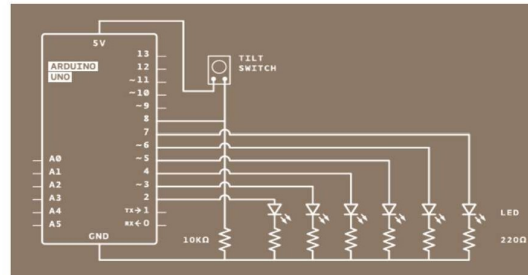 5V
ARDUINO
UNO
TILT
SWITCH
13
12
~11
~10
~9
8
7
~6
~5
4
~3
2
TX→1
RX←0
A0
A1
A2
A3
A4
A5
GND
10KΩ
LED
220Ω